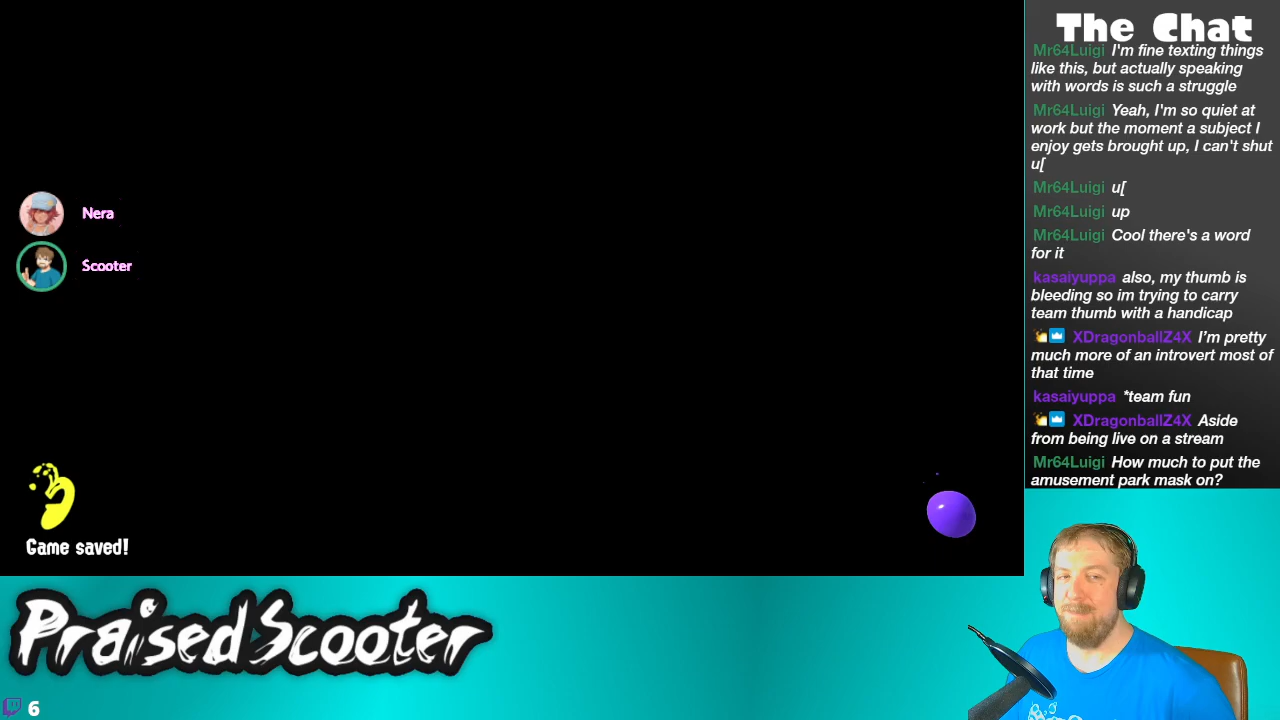 The Chat
Mr64Luigi I'm fine texting things
like this, but actually speaking
with words is such a struggle
Mr64Luigi Yeah, I'm so quiet at
work but the moment a subject I
enjoy gets brought up, I can't shut
u[
Mr64Luigi u[
Mr64Luigi up
Mr64Luigi Cool there's a word
for it
kasaiyuppa also, my thumb is
bleeding so im trying to carry
team thumb with a handicap
XDragonballZ4X I’m pretty
much more of an introvert most of
that time
kasaiyuppa *team fun
XDragonballZ4X Aside
from being live on a stream
Mr64Luigi How much to put the
amusement park mask on?
Nera
Scooter
Game saved!
Praised Scooter
6